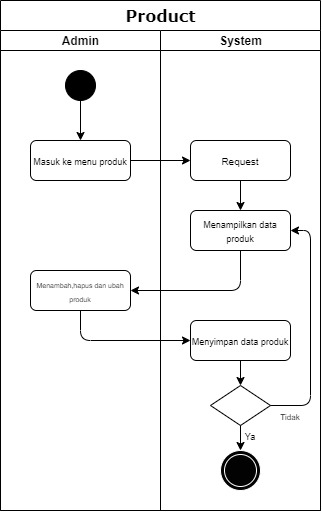 Product
Admin
System
Masuk ke menu produk
Request
Menampilkan data
produk
Menambah,hapus dan ubah
produk
Menyimpan data produk
Tidak
Ya